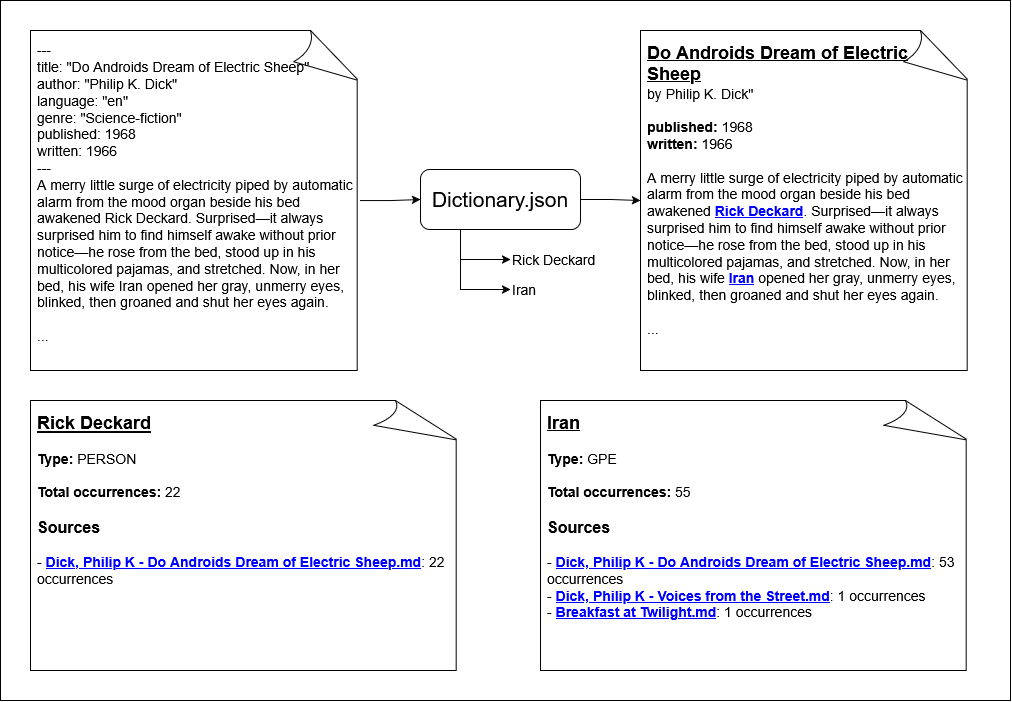 ---
title: "Do Androids Dream of Electric Sheep"
author: "Philip K. Dick"
language: "en"
genre: "Science-fiction"
published: 1968
written: 1966
---
A merry little surge of electricity piped by automatic
alarm from the mood organ beside his bed
awakened Rick Deckard. Surprised—it always
surprised him to find himself awake without prior
notice—he rose from the bed, stood up in his
multicolored pajamas, and stretched. Now, in her
bed, his wife Iran opened her gray, unmerry eyes,
blinked, then groaned and shut her eyes again.
...
Dictionary.json
Rick Deckard
Iran
Do Androids Dream of Electric
Sheep
by Philip K. Dick"
published: 1968
written: 1966
A merry little surge of electricity piped by automatic
alarm from the mood organ beside his bed
awakened Rick Deckard. Surprised—it always
surprised him to find himself awake without prior
notice—he rose from the bed, stood up in his
multicolored pajamas, and stretched. Now, in her
bed, his wife Iran opened her gray, unmerry eyes,
blinked, then groaned and shut her eyes again.
...
Rick Deckard
Type: PERSON
Total occurrences: 22
Sources
- Dick, Philip K - Do Androids Dream of Electric Sheep.md: 22
occurrences
Iran
Type: GPE
Total occurrences: 55
Sources
- Dick, Philip K - Do Androids Dream of Electric Sheep.md: 53
occurrences
- Dick, Philip K - Voices from the Street.md: 1 occurrences
- Breakfast at Twilight.md: 1 occurrences